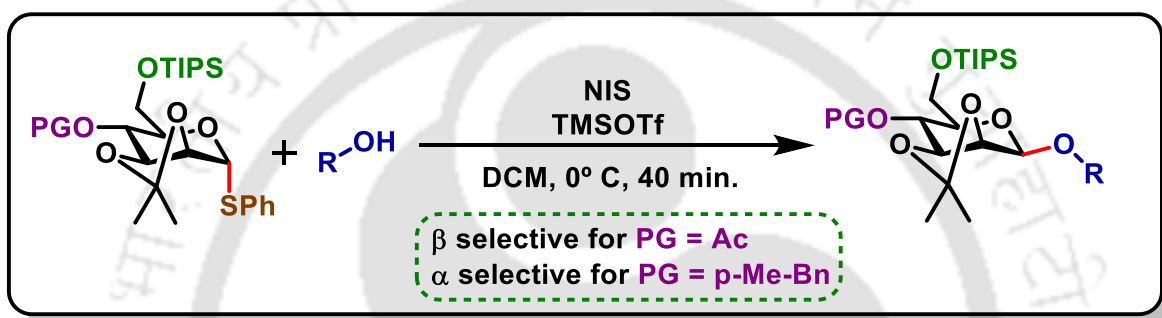 OTIPS
PGO
O
O
O
SPh
+
R
OH
NIS
TMSOTf
DCM, 0º C, 40 min.
β selective for PG = Ac
α selective for PG = p-Me-Bn
OTIPS
PGO
O
O
O
O
R